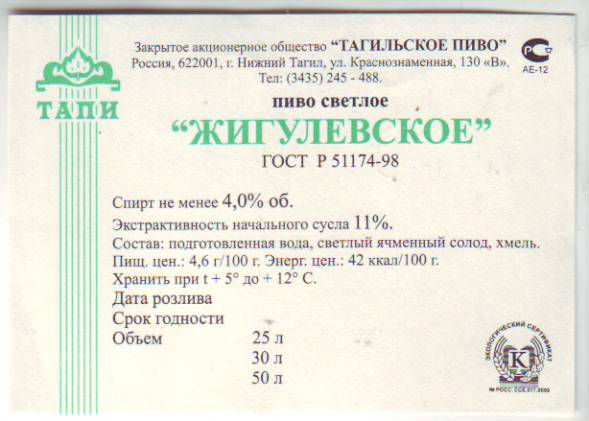 Закрытое акционерное общество "ТАГИЛЬСКОЕ ПИВО"
Россия, 622001, г. Нижний Тагил, ул. Краснознаменная, 130 «В».
Тел: (3435) 245 - 488.
АЕ-12
ТАПИ
пиво светлое
"ЖИГУЛЕВСКОЕ"
ГОСТ Р 51174-98
Спирт не менее 4,0% об.
Экстрактивность начального сусла 11%.
Состав: подготовленная вода, светлый ячменный солод, хмель.
Пищ. цен.: 4,6 г/100 г. Энерг. цен.: 42 ккал/100 г.
Хранить при t + 5° до + 12° С.
Дата розлива
Срок годности
Объем 25 л
30 л
50 л
ЭКОЛОГИЧЕСКИЙ СЕРТИФИКАТ
К